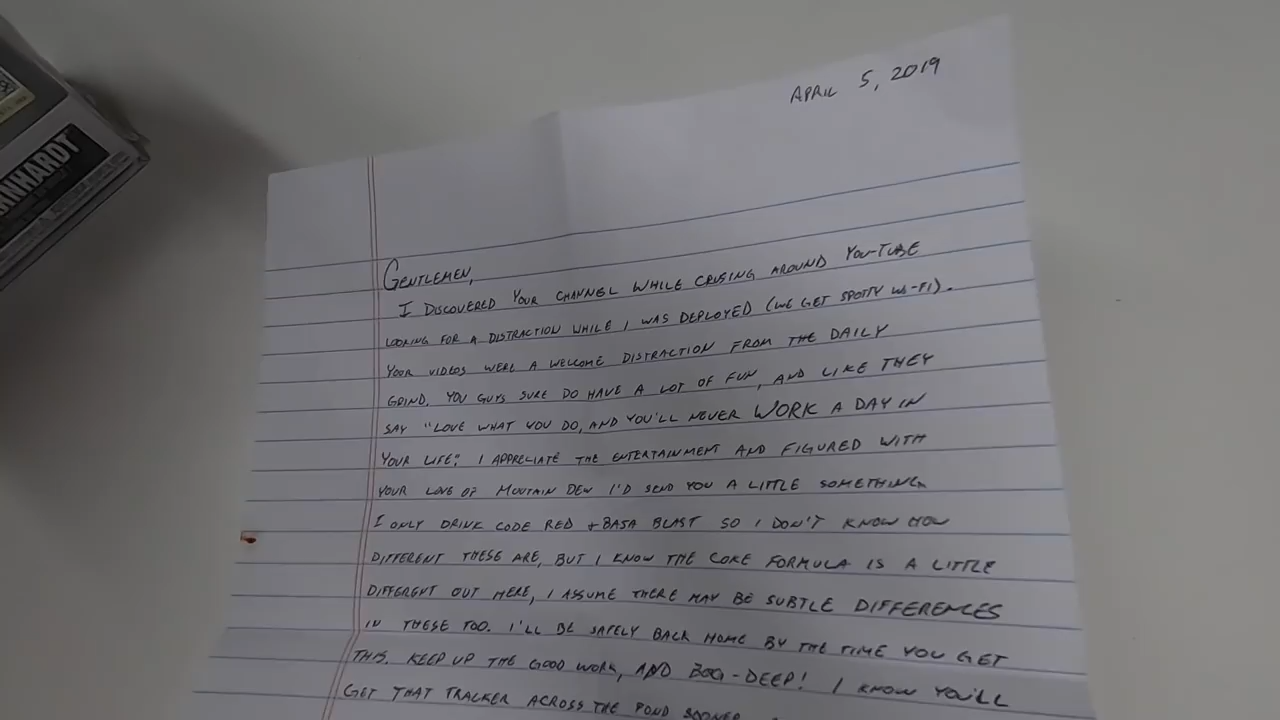 NNHARDT
APRIL 5, 2019
GENTLEMEN,
I DISCOVERED YOUR CHANNEL WHILE CRUSING AROUND YOU-TUBE
LOOKING FOR A DISTRACTION WHILE I WAS DEPLOYED (WE GET SPOTTY WI-FI).
YOUR VIDEOS WERE A WELCOME DISTRACTION FROM THE DAILY
GRIND. YOU GUYS SURE DO HAVE A LOT OF FUN, AND LIKE THEY
SAY "LOVE WHAT YOU DO, AND YOU'LL NEVER WORK A DAY IN
YOUR LIFE". I APPRECIATE THE ENTERTAINMENT AND FIGURED WITH
YOUR LOVE OF MOUTAIN DEW I'D SEND YOU A LITTLE SOMETHING.
I ONLY DRINK CODE RED + BAJA BLAST SO I DON'T KNOW HOW
DIFFERENT THESE ARE, BUT I KNOW THE COKE FORMULA IS A LITTLE
DIFFERENT OUT HERE, I ASSUME THERE MAY BE SUBTLE DIFFERENCES
IN THESE TOO. I'LL BE SAFELY BACK HOME BY THE TIME YOU GET
THIS. KEEP UP THE GOOD WORK, AND BOG-DEEP! I KNOW YOU'LL
GET THAT TRACKER ACROSS THE POND SOONER